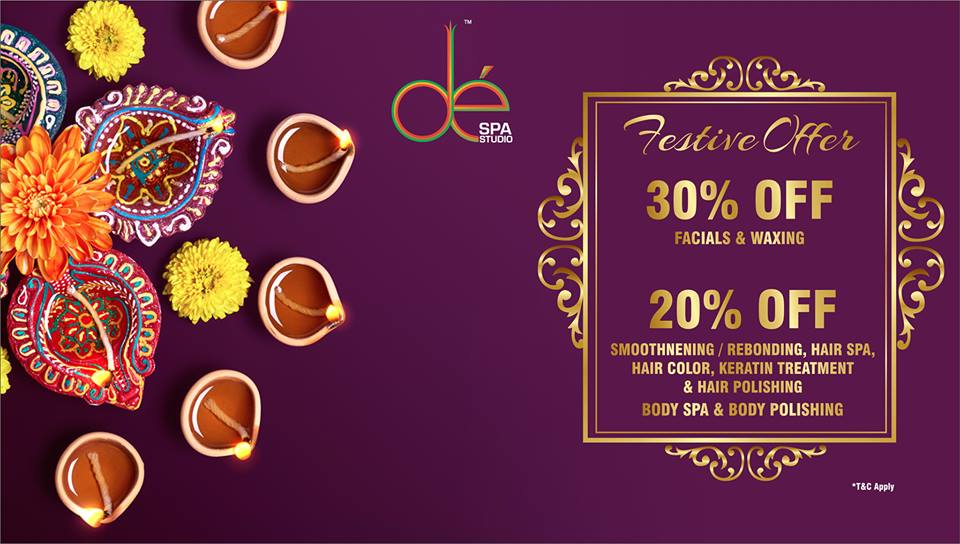 dé
™
SPA
STUDIO
Festive Offer
30% OFF
FACIALS & WAXING
20% OFF
SMOOTHNENING / REBONDING, HAIR SPA,
HAIR COLOR, KERATIN TREATMENT
& HAIR POLISHING
BODY SPA & BODY POLISHING
*T&C Apply